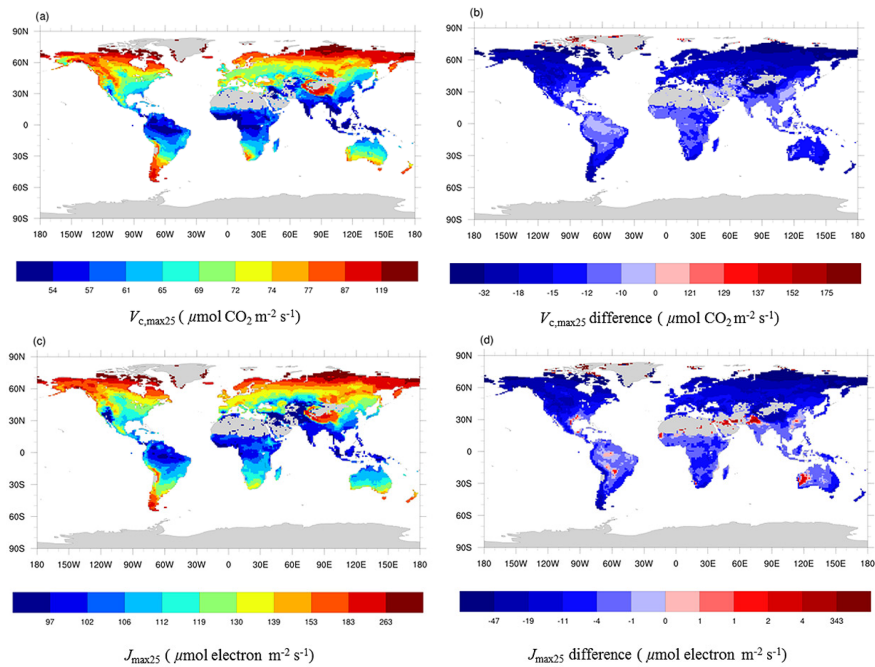 (a)
90N
60N
30N
0
30S
60S
90S
180 150W 120W 90W 60W 30W 0 30E 60E 90E 120E 150E 180
54 57 61 65 69 72 74 77 87 119
Vc,max25 ( μmol CO2 m-2 s-1)
(b)
90N
60N
30N
0
30S
60S
90S
180 150W 120W 90W 60W 30W 0 30E 60E 90E 120E 150E 180
-32 -18 -15 -12 -10 0 121 129 137 152 175
Vc,max25 difference ( μmol CO2 m-2 s-1)
(c)
90N
60N
30N
0
30S
60S
90S
180 150W 120W 90W 60W 30W 0 30E 60E 90E 120E 150E 180
97 102 106 112 119 130 139 153 183 263
Jmax25 ( μmol electron m-2 s-1)
(d)
90N
60N
30N
0
30S
60S
90S
180 150W 120W 90W 60W 30W 0 30E 60E 90E 120E 150E 180
-47 -19 -11 -4 -1 0 1 1 2 4 343
Jmax25 difference ( μmol electron m-2 s-1)